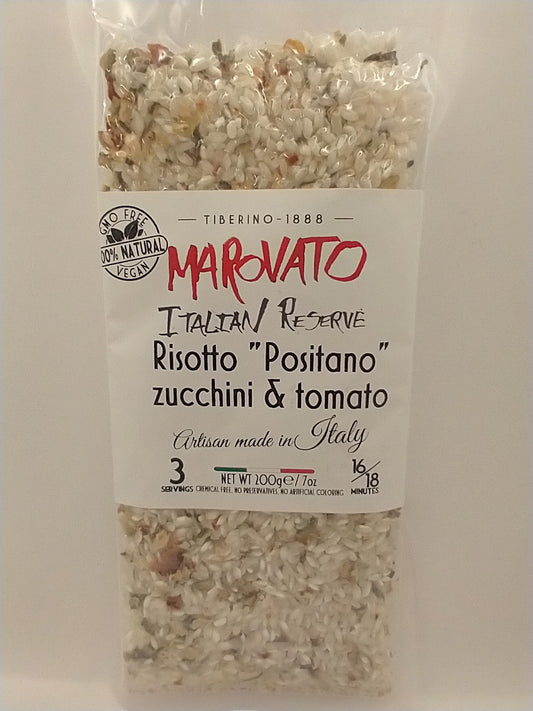 TIBERINO-1888
GMO FREE
100% NATURAL
VEGAN
MAROVATO
ITALIAN RESERVE
Risotto "Positano"
zucchini & tomato
Artisan made in Italy
3
SERVINGS
NET WT 200g℮/7oz
CHEMICAL FREE, NO PRESERVATIVES, NO ARTIFICIAL COLORING
16/18
MINUTES